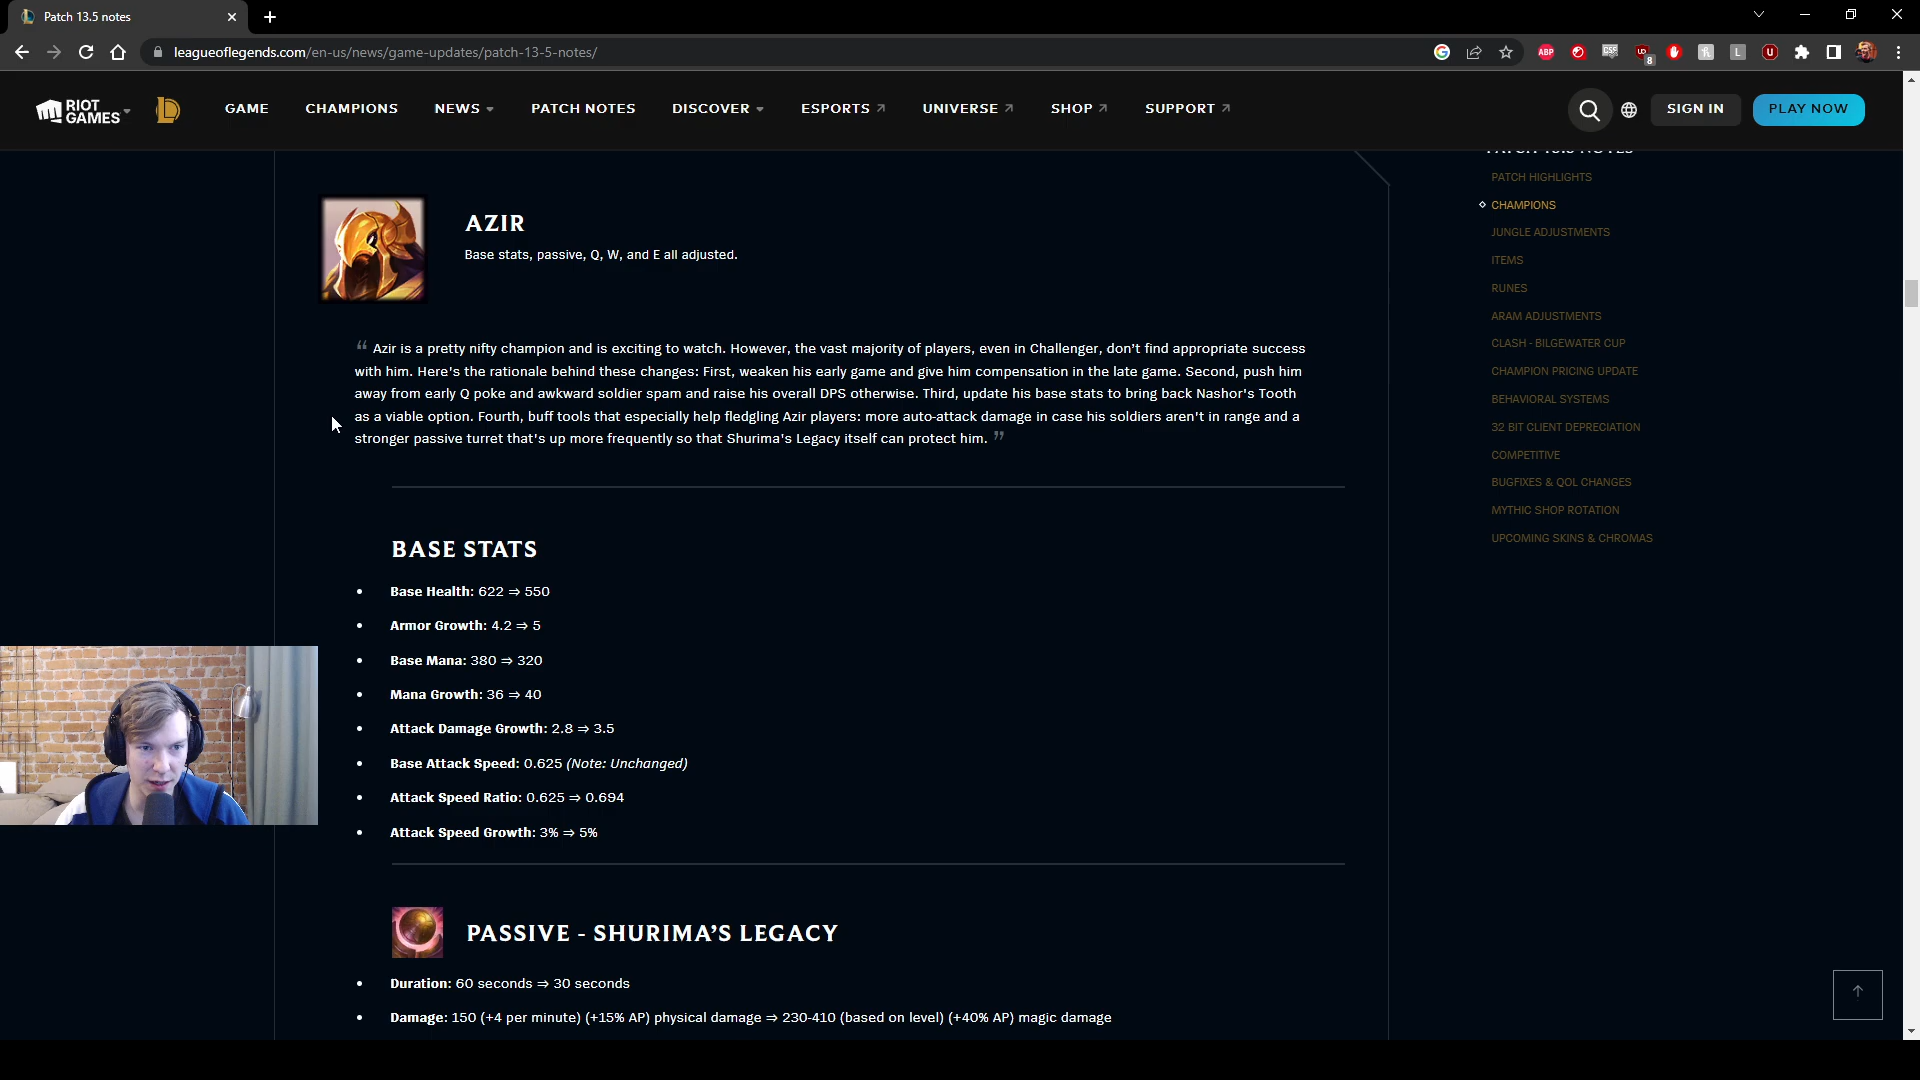 Patch 13.5 notes
leagueoflegends.com/en-us/news/game-updates/patch-13-5-notes/
RIOT GAMES
GAME
CHAMPIONS
NEWS
PATCH NOTES
DISCOVER
ESPORTS
UNIVERSE
SHOP
SUPPORT
SIGN IN
PLAY NOW
AZIR
Base stats, passive, Q, W, and E all adjusted.
“ Azir is a pretty nifty champion and is exciting to watch. However, the vast majority of players, even in Challenger, don’t find appropriate success
with him. Here's the rationale behind these changes: First, weaken his early game and give him compensation in the late game. Second, push him
away from early Q poke and awkward soldier spam and raise his overall DPS otherwise. Third, update his base stats to bring back Nashor's Tooth
as a viable option. Fourth, buff tools that especially help fledgling Azir players: more auto-attack damage in case his soldiers aren't in range and a
stronger passive turret that's up more frequently so that Shurima's Legacy itself can protect him. ”
BASE STATS
• Base Health: 622 ⇒ 550
• Armor Growth: 4.2 ⇒ 5
• Base Mana: 380 ⇒ 320
• Mana Growth: 36 ⇒ 40
• Attack Damage Growth: 2.8 ⇒ 3.5
• Base Attack Speed: 0.625 (Note: Unchanged)
• Attack Speed Ratio: 0.625 ⇒ 0.694
• Attack Speed Growth: 3% ⇒ 5%
PASSIVE - SHURIMA’S LEGACY
• Duration: 60 seconds ⇒ 30 seconds
• Damage: 150 (+4 per minute) (+15% AP) physical damage ⇒ 230-410 (based on level) (+40% AP) magic damage
PATCH 13.5 NOTES
PATCH HIGHLIGHTS
CHAMPIONS
JUNGLE ADJUSTMENTS
ITEMS
RUNES
ARAM ADJUSTMENTS
CLASH - BILGEWATER CUP
CHAMPION PRICING UPDATE
BEHAVIORAL SYSTEMS
32 BIT CLIENT DEPRECIATION
COMPETITIVE
BUGFIXES & QOL CHANGES
MYTHIC SHOP ROTATION
UPCOMING SKINS & CHROMAS